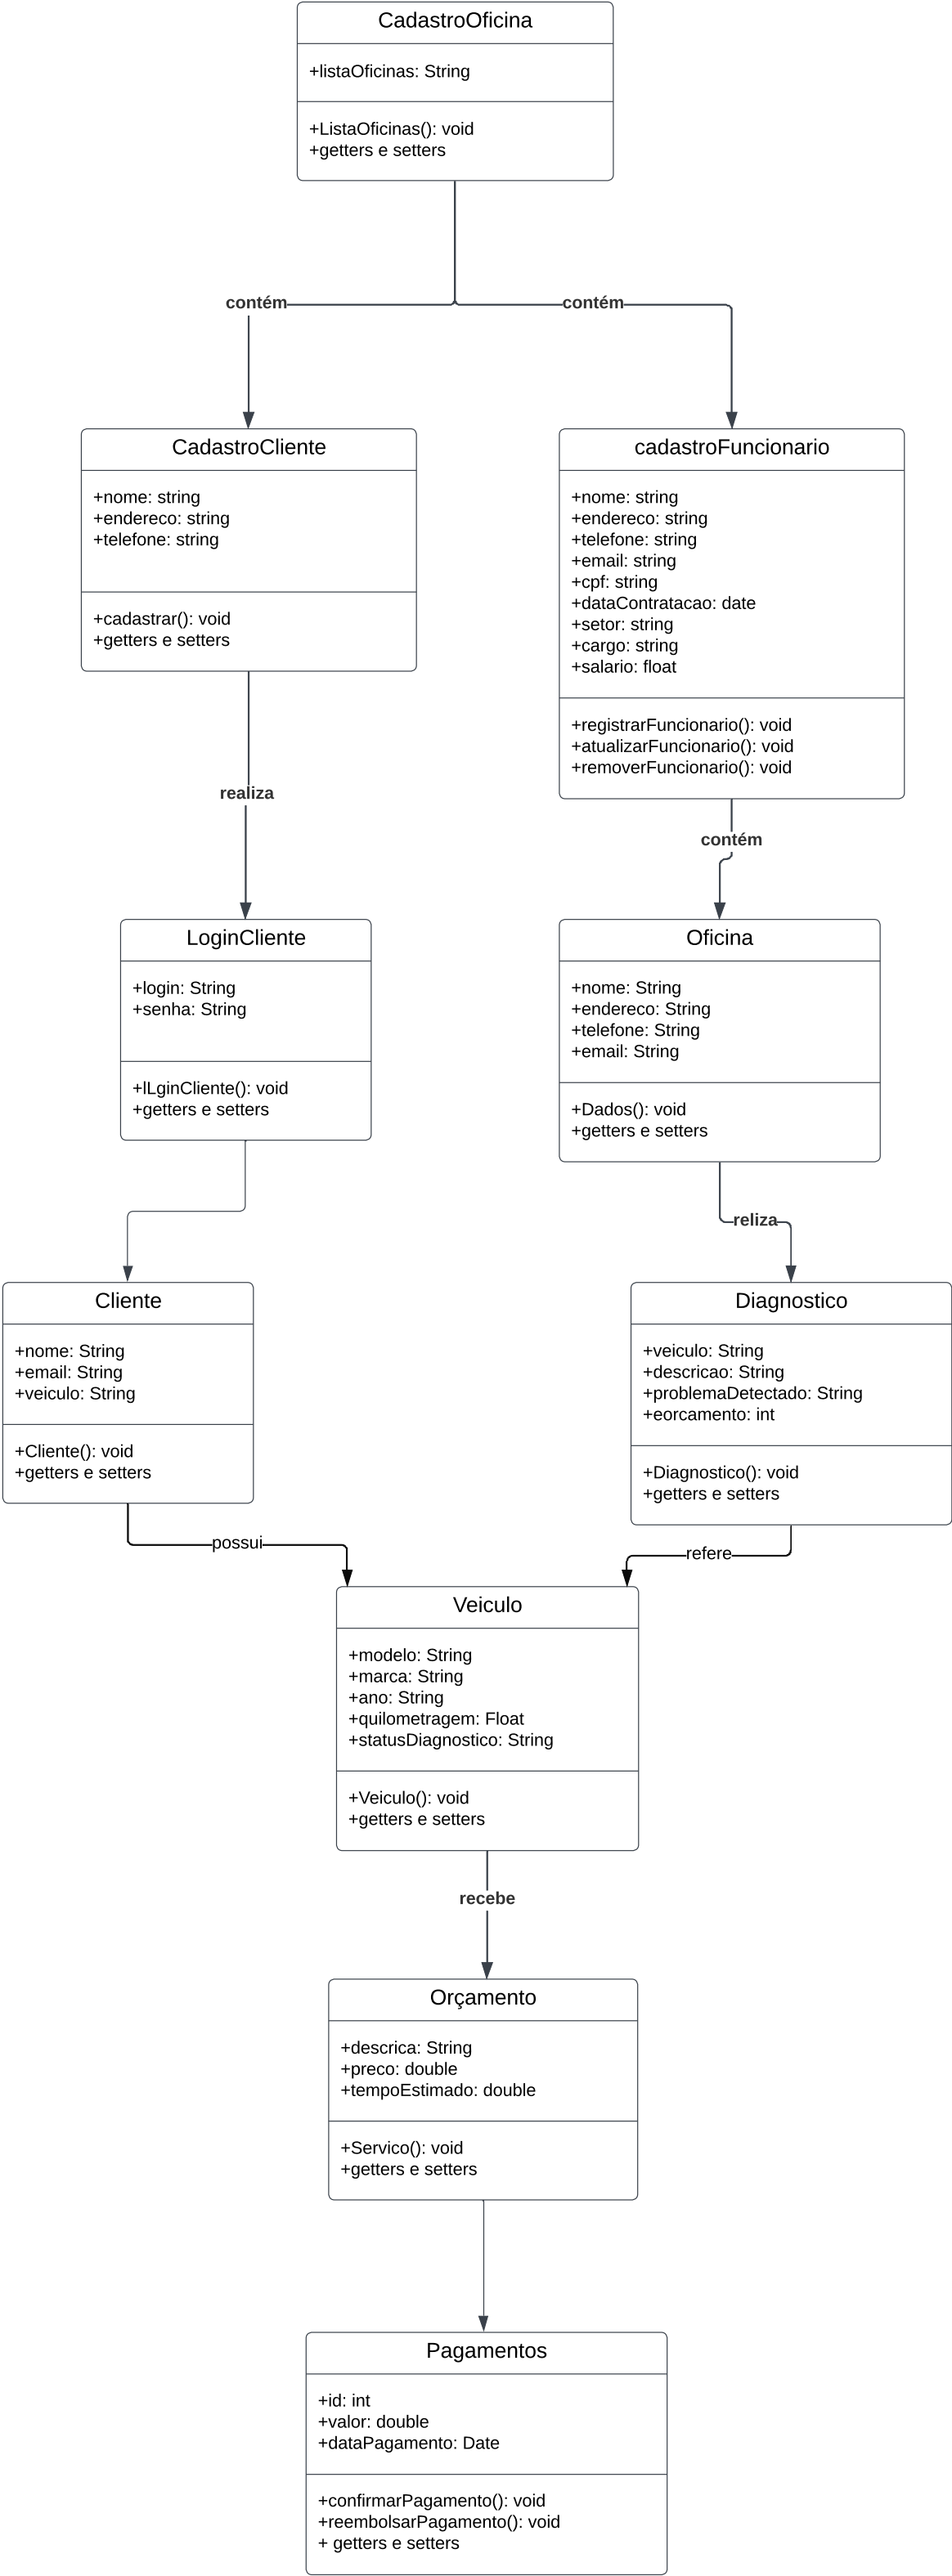 CadastroOficina
+listaOficinas: String
+ListaOficinas(): void
+getters e setters
contém
contém
CadastroCliente
+nome: string
+endereco: string
+telefone: string
+cadastrar(): void
+getters e setters
cadastroFuncionario
+nome: string
+endereco: string
+telefone: string
+email: string
+cpf: string
+dataContratacao: date
+setor: string
+cargo: string
+salario: float
+registrarFuncionario(): void
+atualizarFuncionario(): void
+removerFuncionario(): void
realiza
contém
LoginCliente
+login: String
+senha: String
+lLginCliente(): void
+getters e setters
Oficina
+nome: String
+endereco: String
+telefone: String
+email: String
+Dados(): void
+getters e setters
reliza
Cliente
+nome: String
+email: String
+veiculo: String
+Cliente(): void
+getters e setters
Diagnostico
+veiculo: String
+descricao: String
+problemaDetectado: String
+eorcamento: int
+Diagnostico(): void
+getters e setters
possui
refere
Veiculo
+modelo: String
+marca: String
+ano: String
+quilometragem: Float
+statusDiagnostico: String
+Veiculo(): void
+getters e setters
recebe
Orçamento
+descrica: String
+preco: double
+tempoEstimado: double
+Servico(): void
+getters e setters
Pagamentos
+id: int
+valor: double
+dataPagamento: Date
+confirmarPagamento(): void
+reembolsarPagamento(): void
+ getters e setters